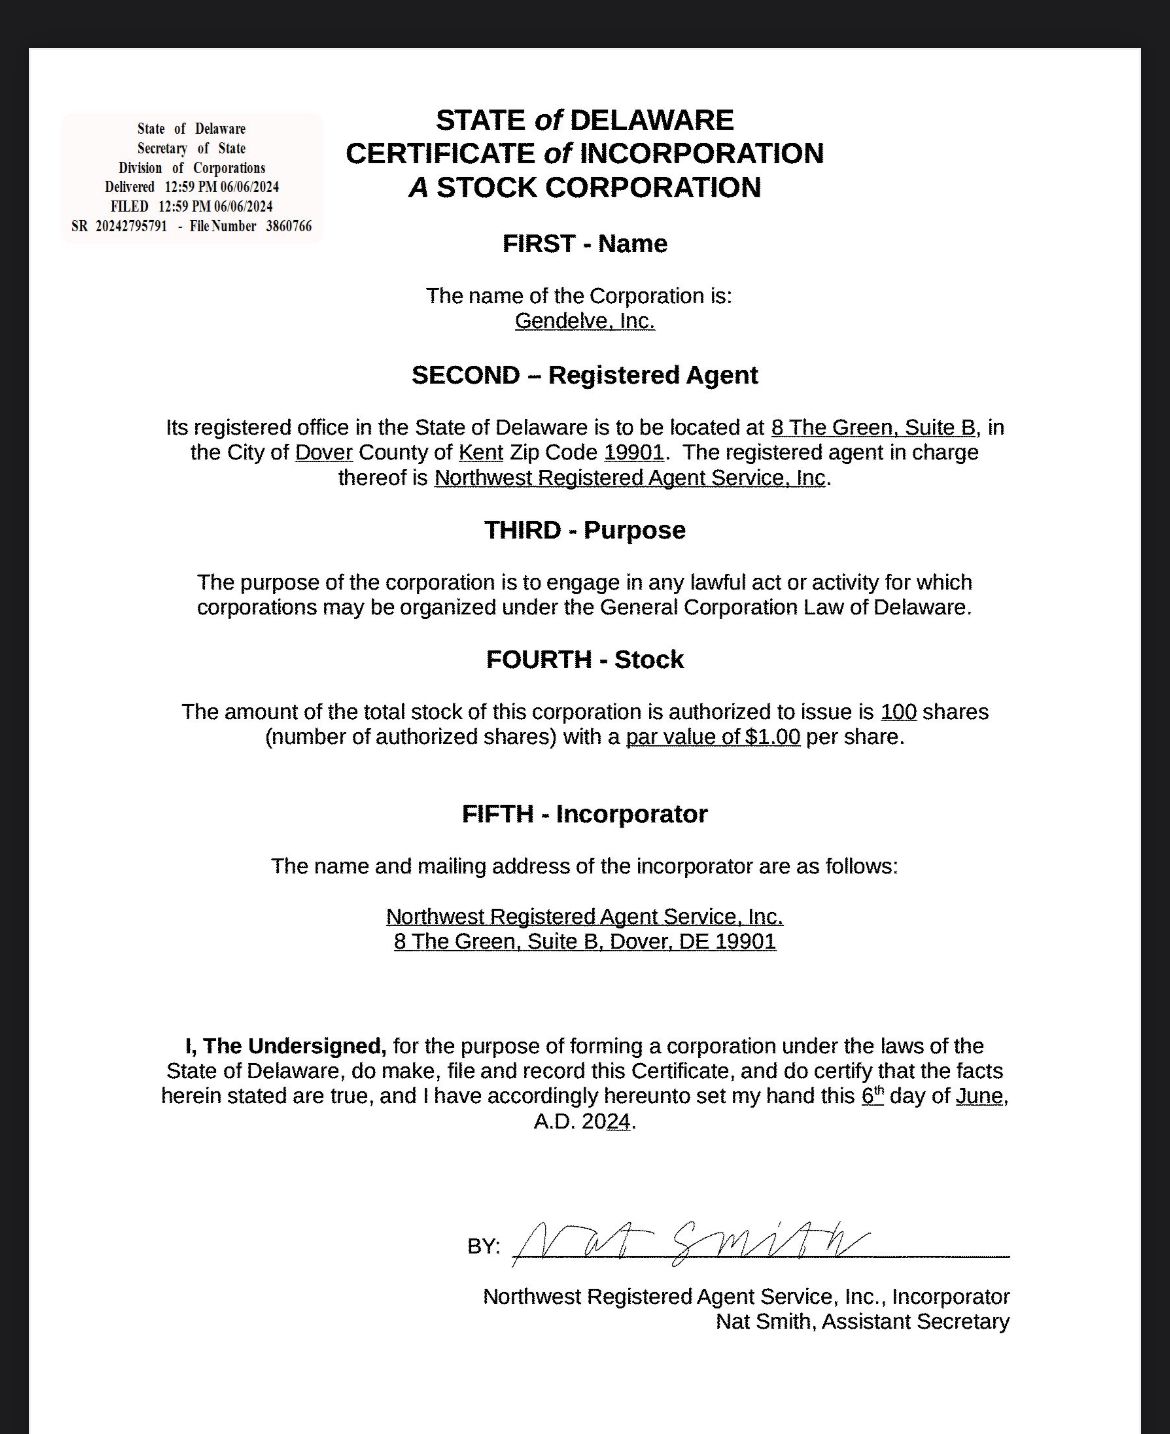 State of Delaware
Secretary of State
Division of Corporations
Delivered 12:59 PM 06/06/2024
FILED 12:59 PM 06/06/2024
SR 20242795791 - File Number 3860766
STATE of DELAWARE
CERTIFICATE of INCORPORATION
A STOCK CORPORATION
FIRST - Name
The name of the Corporation is:
Gendelve, Inc.
SECOND – Registered Agent
Its registered office in the State of Delaware is to be located at 8 The Green, Suite B, in
the City of Dover County of Kent Zip Code 19901. The registered agent in charge
thereof is Northwest Registered Agent Service, Inc.
THIRD - Purpose
The purpose of the corporation is to engage in any lawful act or activity for which
corporations may be organized under the General Corporation Law of Delaware.
FOURTH - Stock
The amount of the total stock of this corporation is authorized to issue is 100 shares
(number of authorized shares) with a par value of $1.00 per share.
FIFTH - Incorporator
The name and mailing address of the incorporator are as follows:
Northwest Registered Agent Service, Inc.
8 The Green, Suite B, Dover, DE 19901
I, The Undersigned, for the purpose of forming a corporation under the laws of the
State of Delaware, do make, file and record this Certificate, and do certify that the facts
herein stated are true, and I have accordingly hereunto set my hand this 6th day of June,
A.D. 2024.
BY: Nat Smith
Northwest Registered Agent Service, Inc., Incorporator
Nat Smith, Assistant Secretary